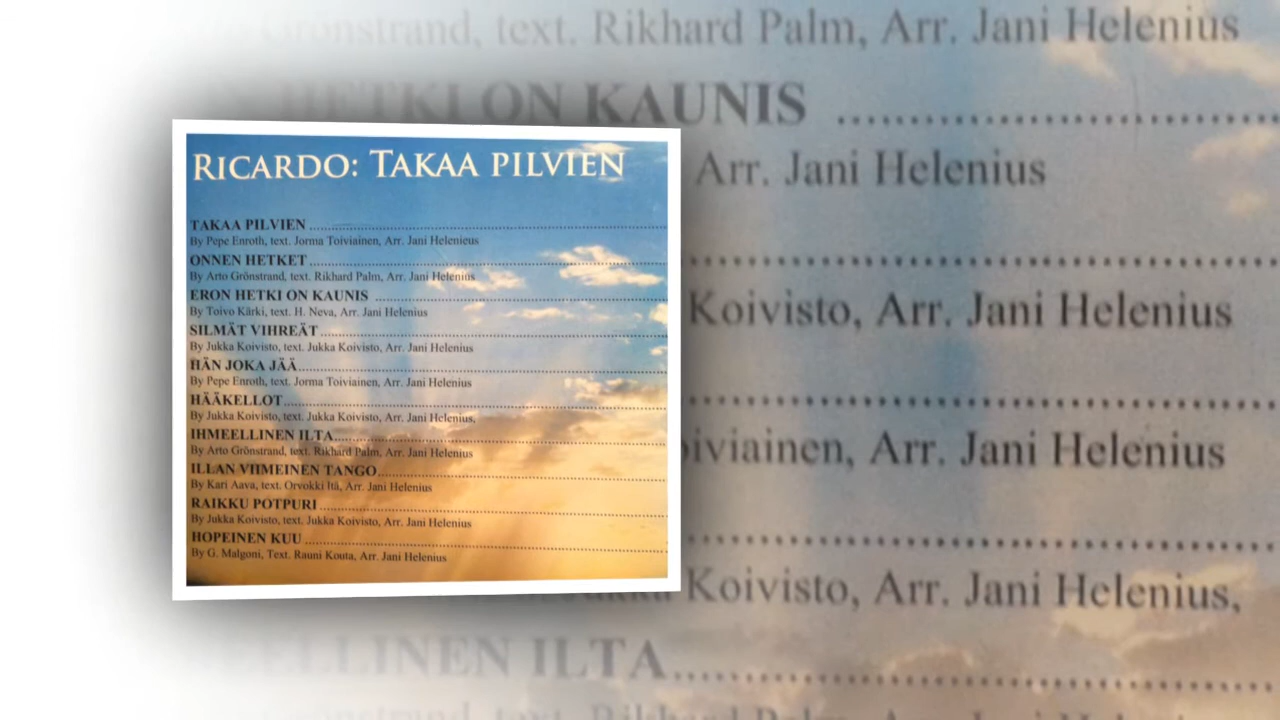 RICARDO: TAKAA PILVIEN
TAKAA PILVIEN
By Pepe Enroth, text. Jorma Toiviainen, Arr. Jani Helenieus
ONNEN HETKET
By Arto Grönstrand, text. Rikhard Palm, Arr. Jani Helenius
ERON HETKI ON KAUNIS
By Toivo Kärki, text. H. Neva, Arr. Jani Helenius
SILMÄT VIHREÄT
By Jukka Koivisto, text. Jukka Koivisto, Arr. Jani Helenius
HÄN JOKA JÄÄ
By Pepe Enroth, text. Jorma Toiviainen, Arr. Jani Helenius
HÄÄKELLOT
By Jukka Koivisto, text. Jukka Koivisto, Arr. Jani Helenius,
IHMEELLINEN ILTA
By Arto Grönstrand, text. Rikhard Palm, Arr. Jani Helenius
ILLAN VIIMEINEN TANGO
By Kari Aava, text. Orvokki Itä, Arr. Jani Helenius
RAIKKU POTPURI
By Jukka Koivisto, text. Jukka Koivisto, Arr. Jani Helenius
HOPEINEN KUU
By G. Malgoni, Text. Rauni Kouta, Arr. Jani Helenius
Grönstrand, text. Rikhard Palm, Arr. Jani Helenius
HETKI ON KAUNIS
Arr. Jani Helenius
Koivisto, Arr. Jani Helenius
Arr. Jani Helenius
Koivisto, Arr. Jani Helenius,
ILTA